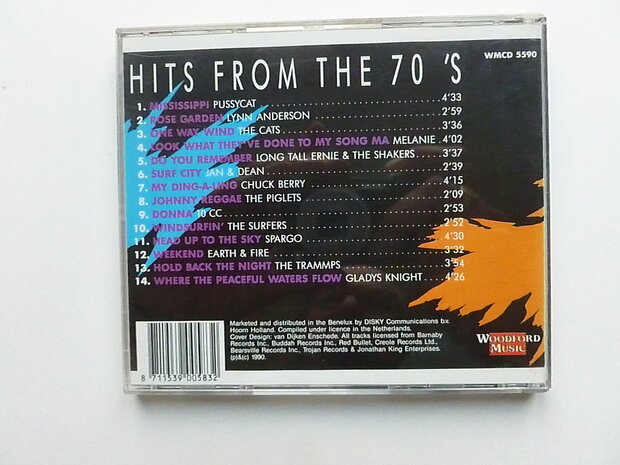 WMCD 5590
HITS FROM THE 70 'S
1. MISSISSIPPI PUSSYCAT 4'33
2. ROSE GARDEN LYNN ANDERSON 2'59
3. ONE WAY WIND THE CATS 3'36
4. LOOK WHAT THEY'VE DONE TO MY SONG MA MELANIE 4'02
5. DO YOU REMEMBER LONG TALL ERNIE & THE SHAKERS 3'37
6. SURF CITY JAN & DEAN 2'39
7. MY DING-A-LING CHUCK BERRY 4'15
8. JOHNNY REGGAE THE PIGLETS 2'09
9. DONNA 10 CC 2'53
10. WINDSURFIN' THE SURFERS 2'52
11. HEAD UP TO THE SKY SPARGO 4'30
12. WEEKEND EARTH & FIRE 3'32
13. HOLD BACK THE NIGHT THE TRAMMPS 3'54
14. WHERE THE PEACEFUL WATERS FLOW GLADYS KNIGHT 4'26
Marketed and distributed in the Benelux by DISKY Communications b.v.
Hoorn Holland. Compiled under licence in the Netherlands.
Cover Design: van Dijken Enschede. All tracks licensed from Barnaby
Records Inc., Buddah Records Inc., Red Bullet, Creole Records Ltd.,
Bearsville Records Inc., Trojan Records & Jonathan King Enterprises.
(p)&(c) 1990.
WOODFORD
MUSIC
8 711539 005832